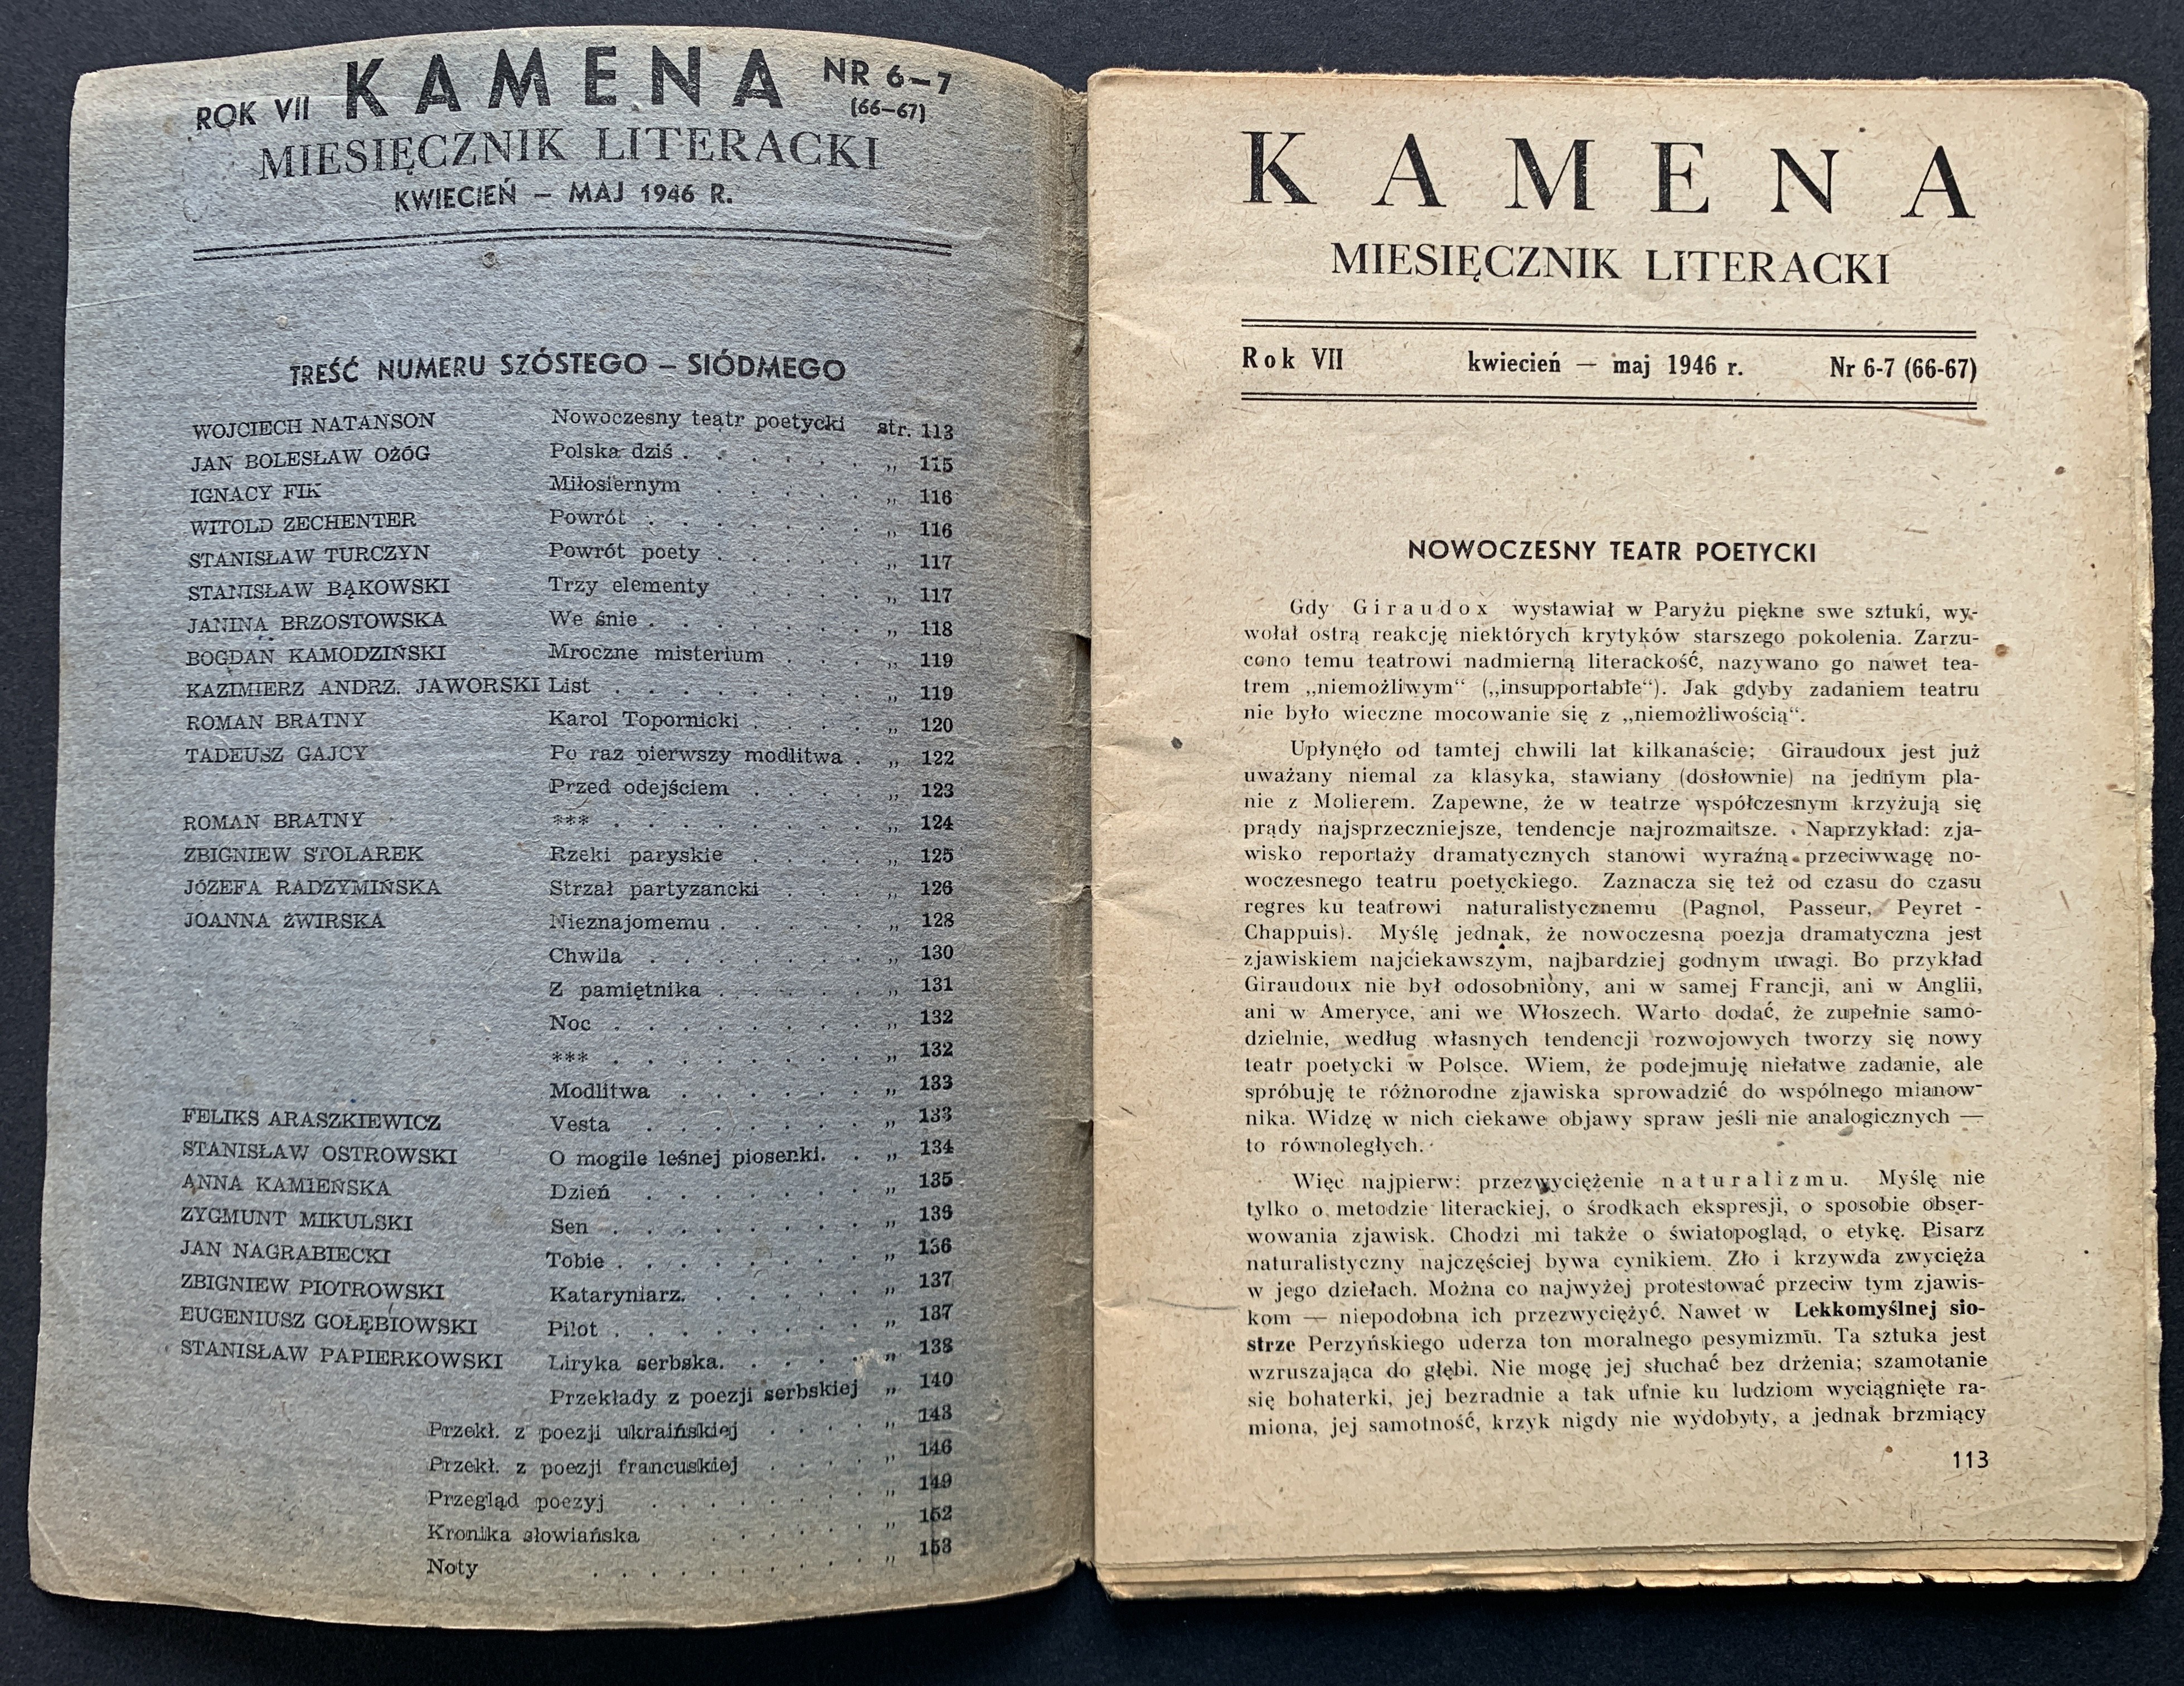 ROK VII KAMENA NR 6–7
(66–67)
MIESIĘCZNIK LITERACKI
KWIECIEŃ – MAJ 1946 R.
TREŚĆ NUMERU SZÓSTEGO – SIÓDMEGO
WOJCIECH NATANSON Nowoczesny teatr poetycki str. 113
JAN BOLESŁAW OŻÓG Polska dziś . . . . . . „ 115
IGNACY FIK Miłosiernym . . . . . „ 116
WITOLD ZECHENTER Powrót . . . . . . . „ 116
STANISŁAW TURCZYN Powrót poety . . . . . „ 117
STANISŁAW BĄKOWSKI Trzy elementy . . . . „ 117
JANINA BRZOSTOWSKA We śnie . . . . . . . „ 118
BOGDAN KAMODZIŃSKI Mroczne misterium . . . „ 119
KAZIMIERZ ANDRZ. JAWORSKI List . . . . . . . . „ 119
ROMAN BRATNY Karol Topornicki . . . . „ 120
TADEUSZ GAJCY Po raz pierwszy modlitwa . „ 122
Przed odejściem . . . . „ 123
ROMAN BRATNY *** . . . . . . . . „ 124
ZBIGNIEW STOLAREK Rzeki paryskie . . . . „ 125
JÓZEFA RADZYMIŃSKA Strzał partyzancki . . . „ 126
JOANNA ŻWIRSKA Nieznajomemu . . . . . „ 128
Chwila . . . . . . . „ 130
Z pamiętnika . . . . . „ 131
Noc . . . . . . . . „ 132
*** . . . . . . . . „ 132
Modlitwa . . . . . . „ 133
FELIKS ARASZKIEWICZ Vesta . . . . . . . „ 133
STANISŁAW OSTROWSKI O mogile leśnej piosenki. . „ 134
ANNA KAMIEŃSKA Dzień . . . . . . . „ 135
ZYGMUNT MIKULSKI Sen . . . . . . . . „ 136
JAN NAGRABIECKI Tobie . . . . . . . „ 136
ZBIGNIEW PIOTROWSKI Kataryniarz. . . . . . „ 137
EUGENIUSZ GOŁĘBIOWSKI Pilot . . . . . . . . „ 137
STANISŁAW PAPIERKOWSKI Liryka serbska. . . . . „ 138
Przekłady z poezji serbskiej „ 140
Przekł. z poezji ukraińskiej . . . . „ 143
Przekł. z poezji francuskiej . . . . „ 146
Przegląd poezyj . . . . . . . . „ 149
Kronika słowiańska . . . . . . „ 152
Noty . . . . . . . . . . „ 153
KAMENA
MIESIĘCZNIK LITERACKI
Rok VII kwiecień — maj 1946 r. Nr 6-7 (66-67)
NOWOCZESNY TEATR POETYCKI
Gdy Giraudox wystawiał w Paryżu piękne swe sztuki, wy-
wołał ostrą reakcję niektórych krytyków starszego pokolenia. Zarzu-
cono temu teatrowi nadmierną literackość, nazywano go nawet tea-
trem „niemożliwym“ („insupportable“). Jak gdyby zadaniem teatru
nie było wieczne mocowanie się z „niemożliwością“.
Upłynęło od tamtej chwili lat kilkanaście; Giraudoux jest już
uważany niemal za klasyka, stawiany (dosłownie) na jednym pla-
nie z Molierem. Zapewne, że w teatrze współczesnym krzyżują się
prądy najsprzeczniejsze, tendencje najrozmaitsze. Naprzykład: zja-
wisko reportaży dramatycznych stanowi wyraźną przeciwwagę no-
woczesnego teatru poetyckiego. Zaznacza się też od czasu do czasu
regres ku teatrowi naturalistycznemu (Pagnol, Passeur, Peyret -
Chappuis). Myślę jednak, że nowoczesna poezja dramatyczna jest
zjawiskiem najciekawszym, najbardziej godnym uwagi. Bo przykład
Giraudoux nie był odosobniony, ani w samej Francji, ani w Anglii,
ani w Ameryce, ani we Włoszech. Warto dodać, że zupełnie samo-
dzielnie, według własnych tendencji rozwojowych tworzy się nowy
teatr poetycki w Polsce. Wiem, że podejmuję niełatwe zadanie, ale
spróbuję te różnorodne zjawiska sprowadzić do wspólnego mianow-
nika. Widzę w nich ciekawe objawy spraw jeśli nie analogicznych —
to równoległych.
Więc najpierw: przezwyciężenie naturalizmu. Myślę nie
tylko o metodzie literackiej, o środkach ekspresji, o sposobie obser-
wowania zjawisk. Chodzi mi także o światopogląd, o etykę. Pisarz
naturalistyczny najczęściej bywa cynikiem. Zło i krzywda zwycięża
w jego dziełach. Można co najwyżej protestować przeciw tym zjawis-
kom — niepodobna ich przezwyciężyć. Nawet w Lekkomyślnej sio-
strze Perzyńskiego uderza ton moralnego pesymizmu. Ta sztuka jest
wzruszająca do głębi. Nie mogę jej słuchać bez drżenia; szamotanie
się bohaterki, jej bezradnie a tak ufnie ku ludziom wyciągnięte ra-
miona, jej samotność, krzyk nigdy nie wydobyty, a jednak brzmiący
113